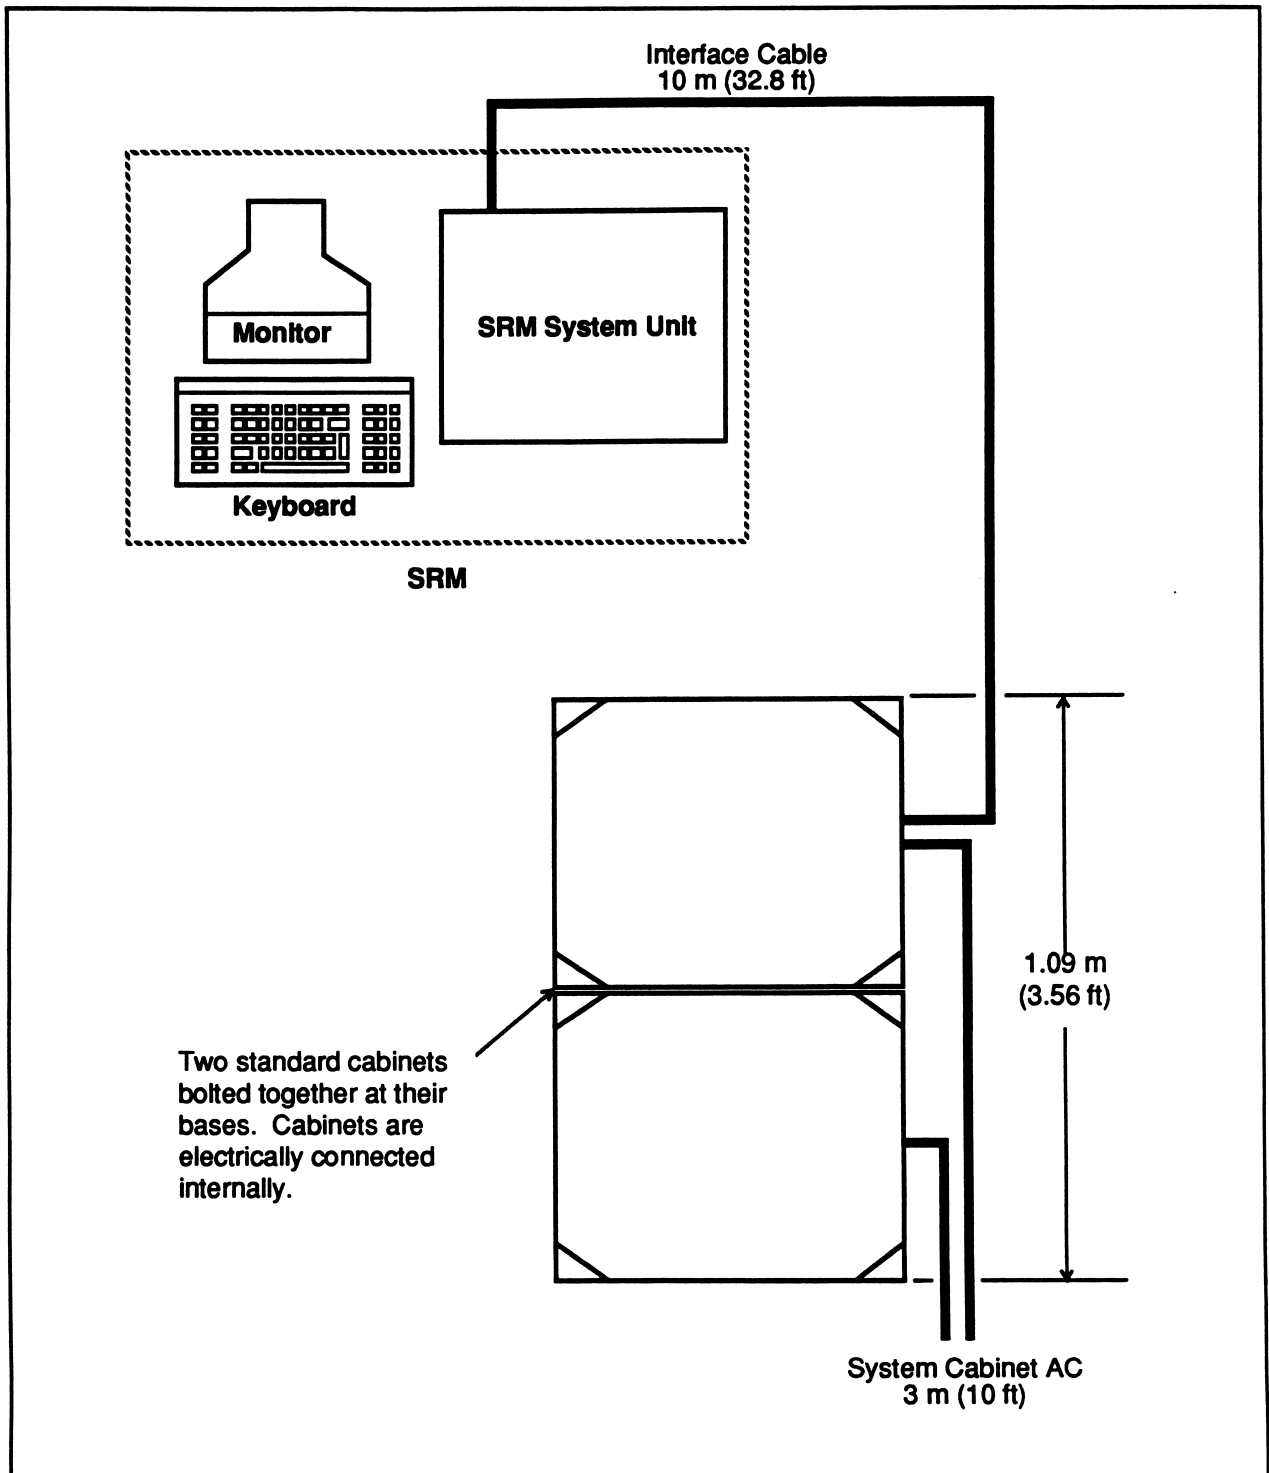 Interface Cable
10 m (32.8 ft)
Monitor
SRM System Unit
Keyboard
SRM
1.09 m
(3.56 ft)
Two standard cabinets
bolted together at their
bases.  Cabinets are
electrically connected
internally.
System Cabinet AC
3 m (10 ft)